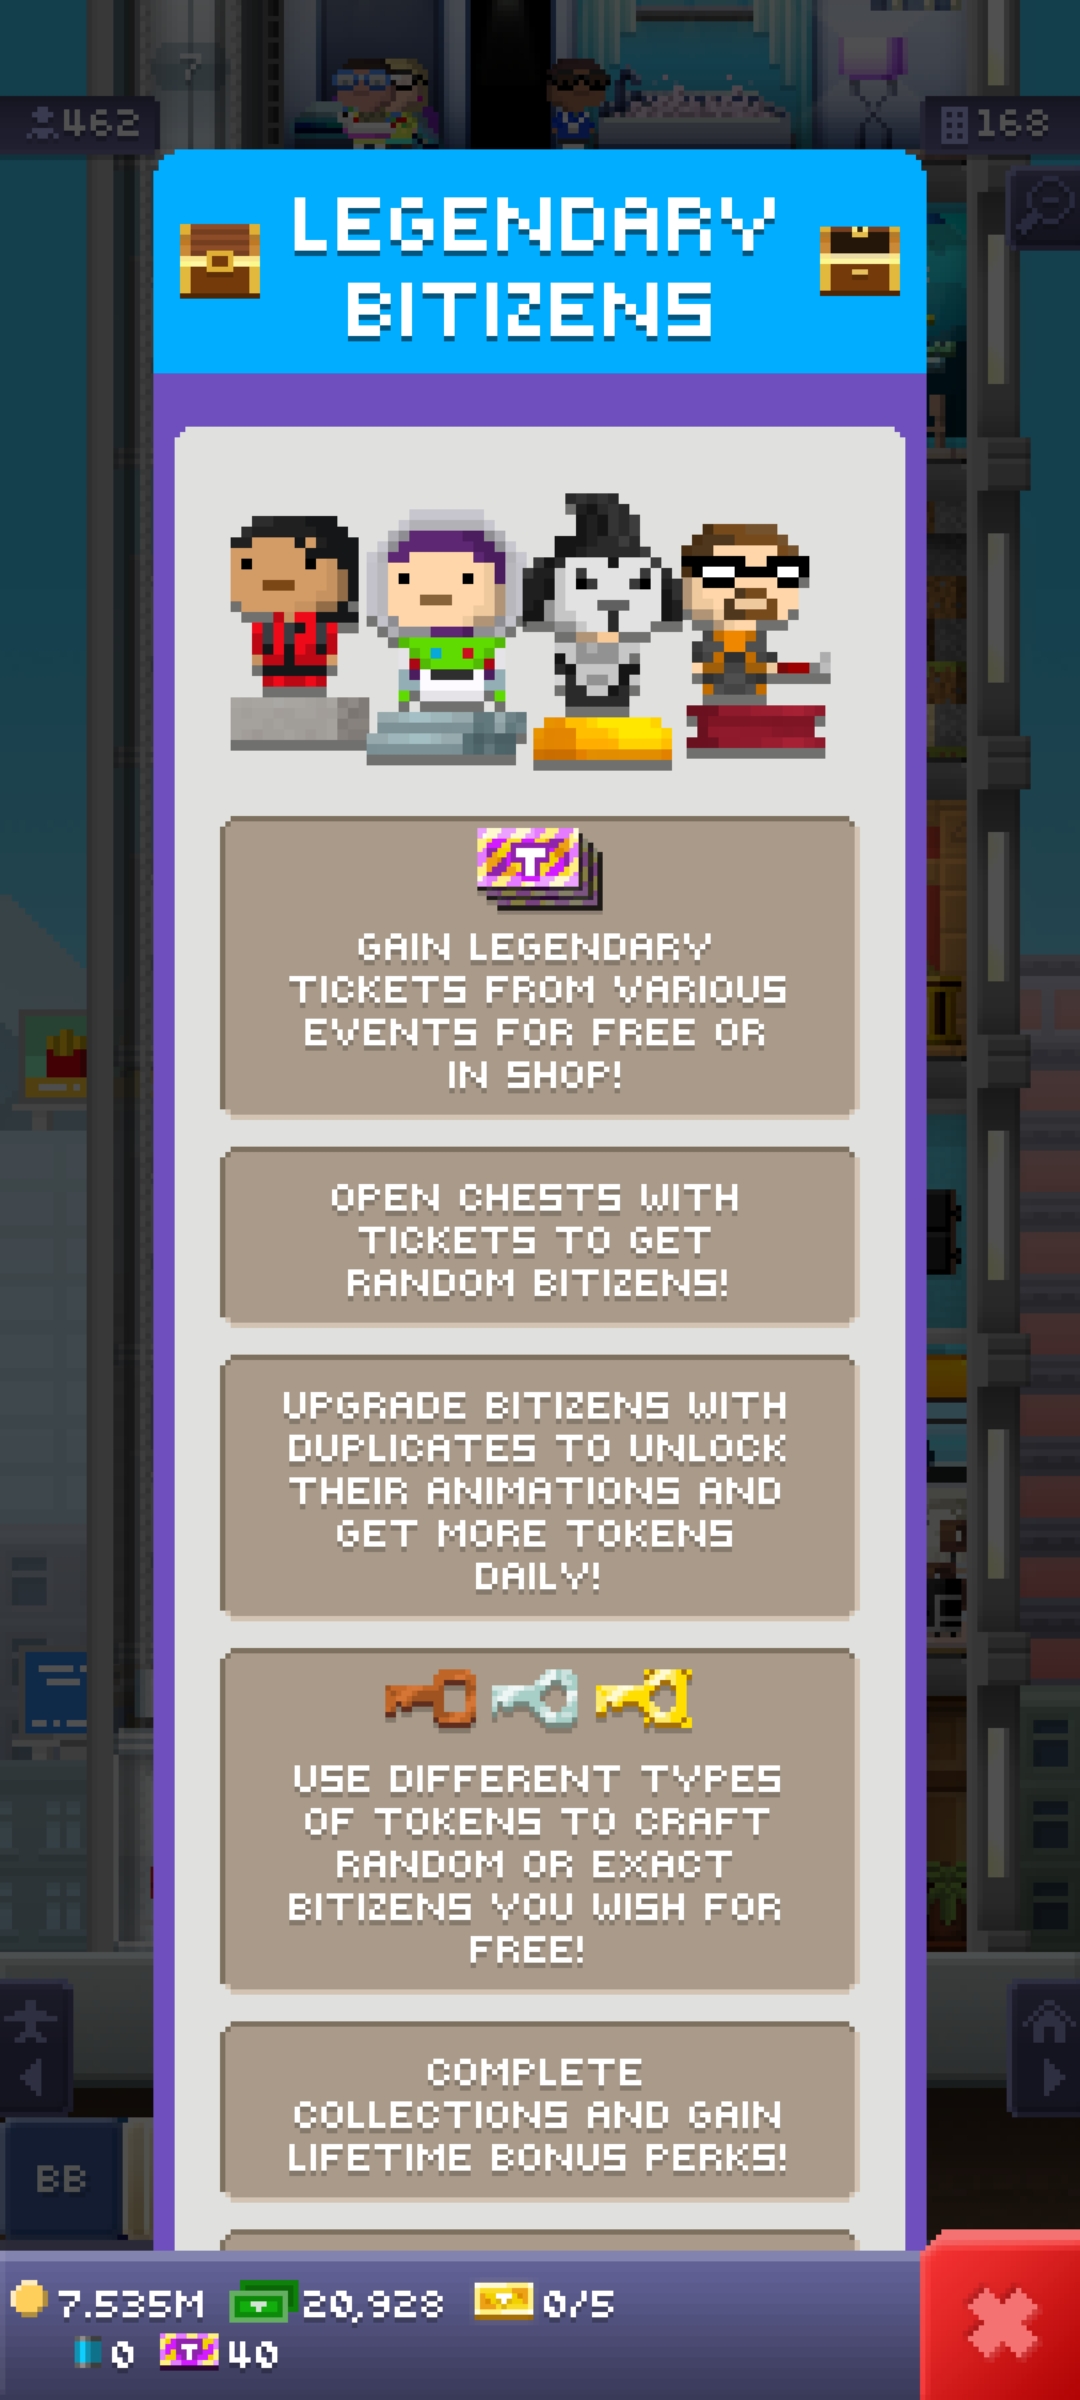 ?
462
168
LEGENDARY
BITIZENS
T
GAIN LEGENDARY
TICKETS FROM VARIOUS
EVENTS FOR FREE OR
IN SHOP!
OPEN CHESTS WITH
TICKETS TO GET
RANDOM BITIZENS!
UPGRADE BITIZENS WITH
DUPLICATES TO UNLOCK
THEIR ANIMATIONS AND
GET MORE TOKENS
DAILY!
USE DIFFERENT TYPES
OF TOKENS TO CRAFT
RANDOM OR EXACT
BITIZENS YOU WISH FOR
FREE!
COMPLETE
COLLECTIONS AND GAIN
LIFETIME BONUS PERKS!
BB
7.535M 20,928 0/5
0 T 40